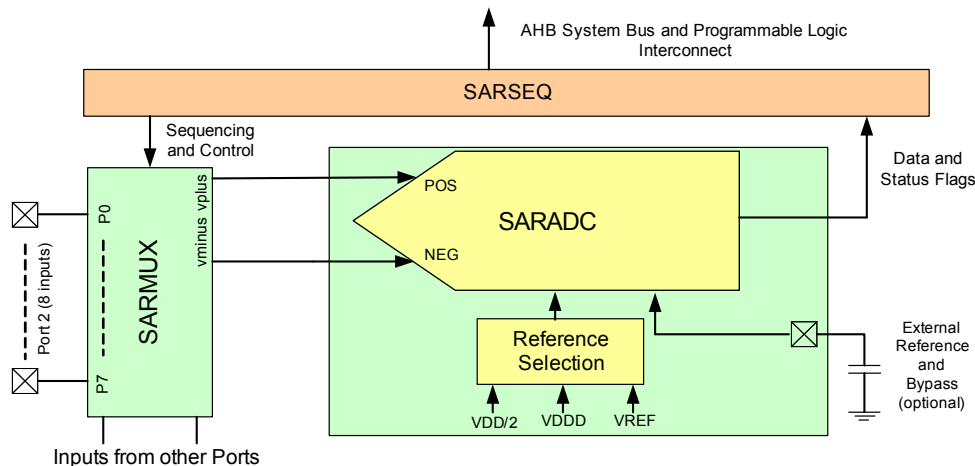 AHB System Bus and Programmable Logic
Interconnect
SARSEQ
Sequencing
and Control
Data and
Status Flags
vminus vplus
P0
SARMUX
P7
Port 2 (8 inputs)
POS
SARADC
NEG
Reference
Selection
VDD/2
VDDD
VREF
External
Reference
and
Bypass
(optional)
Inputs from other Ports